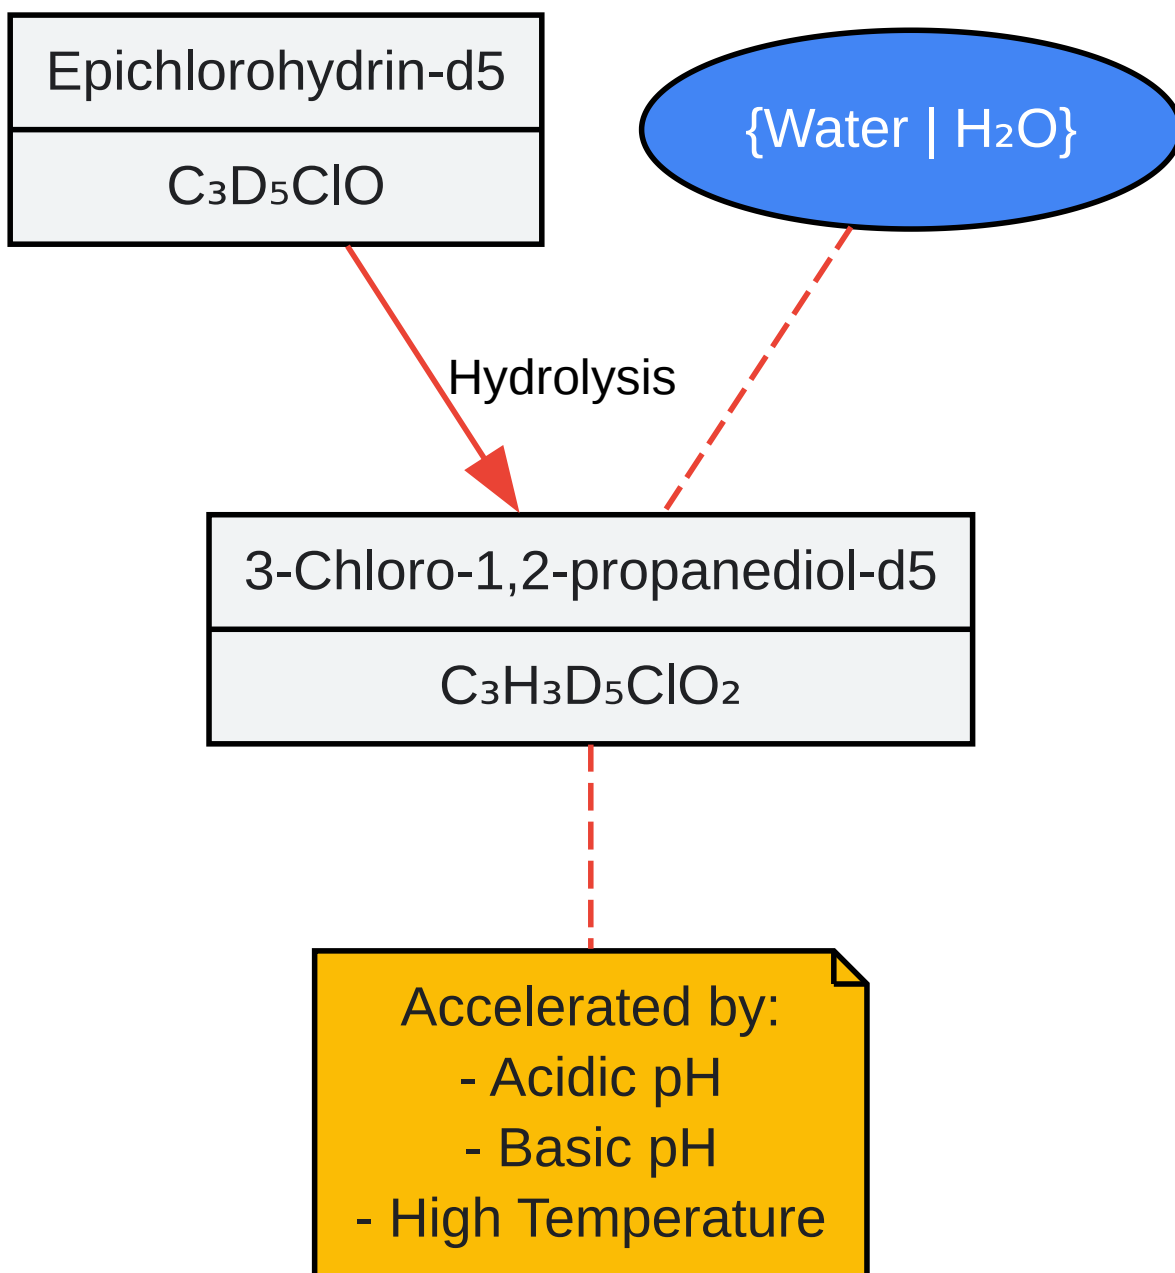 Epichlorohydrin-d5
C₃D₅ClO
{Water | H₂O}
Hydrolysis
3-Chloro-1,2-propanediol-d5
C₃H₃D₅ClO₂
Accelerated by:
- Acidic pH
- Basic pH
- High Temperature